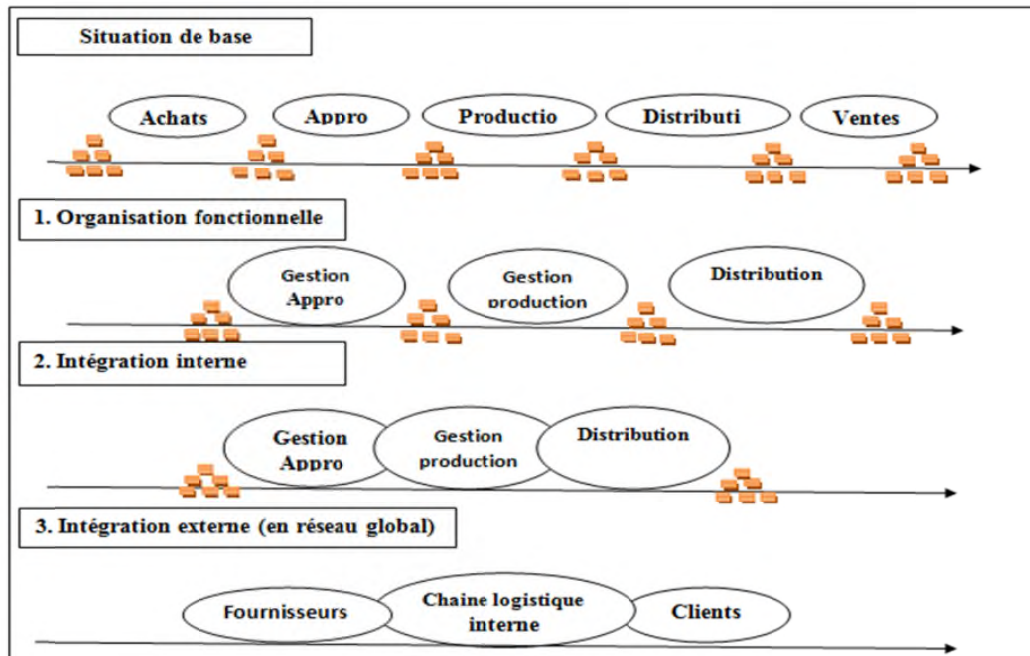 Situation de base
Achats
Appro
Productio
Distributi
Ventes
1. Organisation fonctionnelle
Gestion
Appro
Gestion
production
Distribution
2. Intégration interne
Gestion
Appro
Gestion
production
Distribution
3. Intégration externe (en réseau global)
Fournisseurs
Chaine logistique
interne
Clients